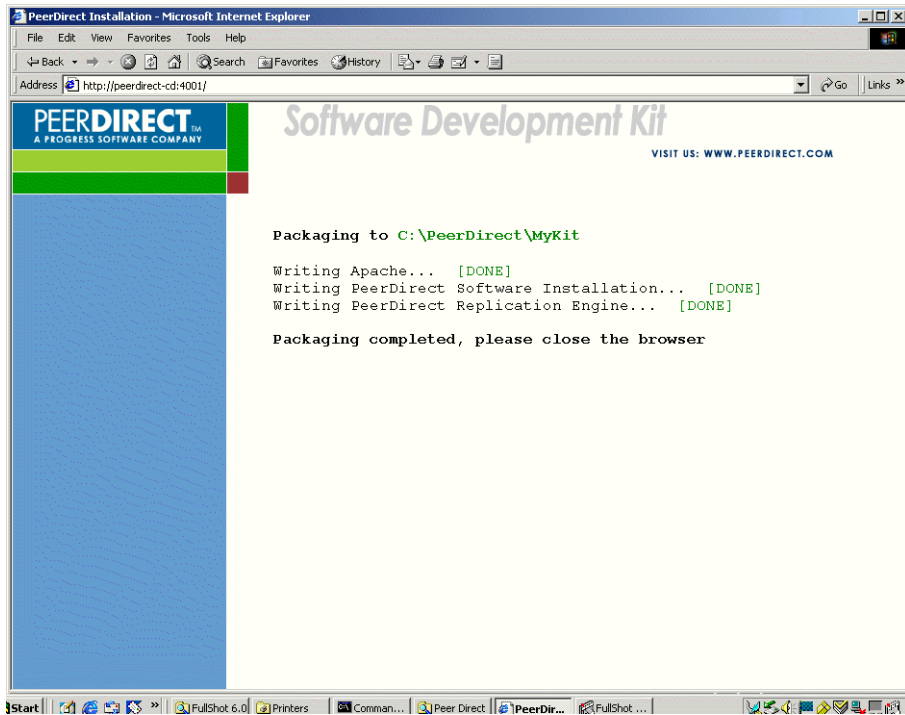 PeerDirect Installation - Microsoft Internet Explorer
File Edit View Favorites Tools Help
Back Search Favorites History
Address http://peerdirect-cd:4001/ Go Links »
PEERDIRECT TM
A PROGRESS SOFTWARE COMPANY
Software Development Kit
VISIT US: WWW.PEERDIRECT.COM
Packaging to C:\PeerDirect\MyKit
Writing Apache... [DONE]
Writing PeerDirect Software Installation... [DONE]
Writing PeerDirect Replication Engine... [DONE]
Packaging completed, please close the browser
Start » FullShot 6.0 Printers Comman... Peer Direct PeerDir... FullShot ...